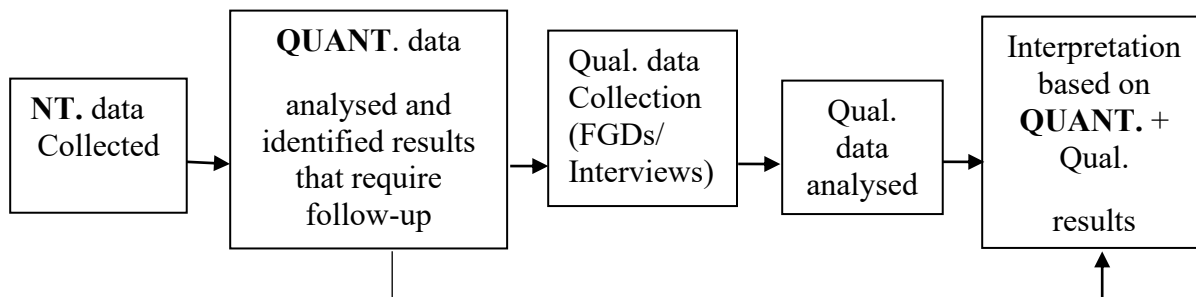 NT. data
Collected
QUANT. data
analysed and
identified results
that require
follow-up
Qual. data
Collection
(FGDs/
Interviews)
Qual.
data
analysed
Interpretation
based on
QUANT. +
Qual.
results